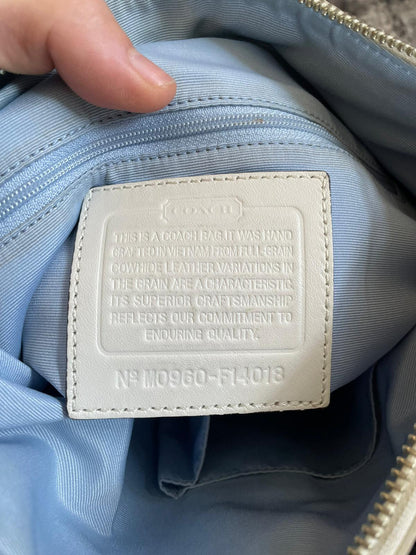 COACH
THIS IS A COACH BAG IT WAS HAND
CRAFTED IN VIETNAM FROM FULL-GRAIN
COWHIDE LEATHER VARIATIONS IN
THE GRAIN ARE A CHARACTERISTIC.
ITS SUPERIOR CRAFTSMANSHIP
REFLECTS OUR COMMITMENT TO
ENDURING QUALITY.
Nº M0960-F14018